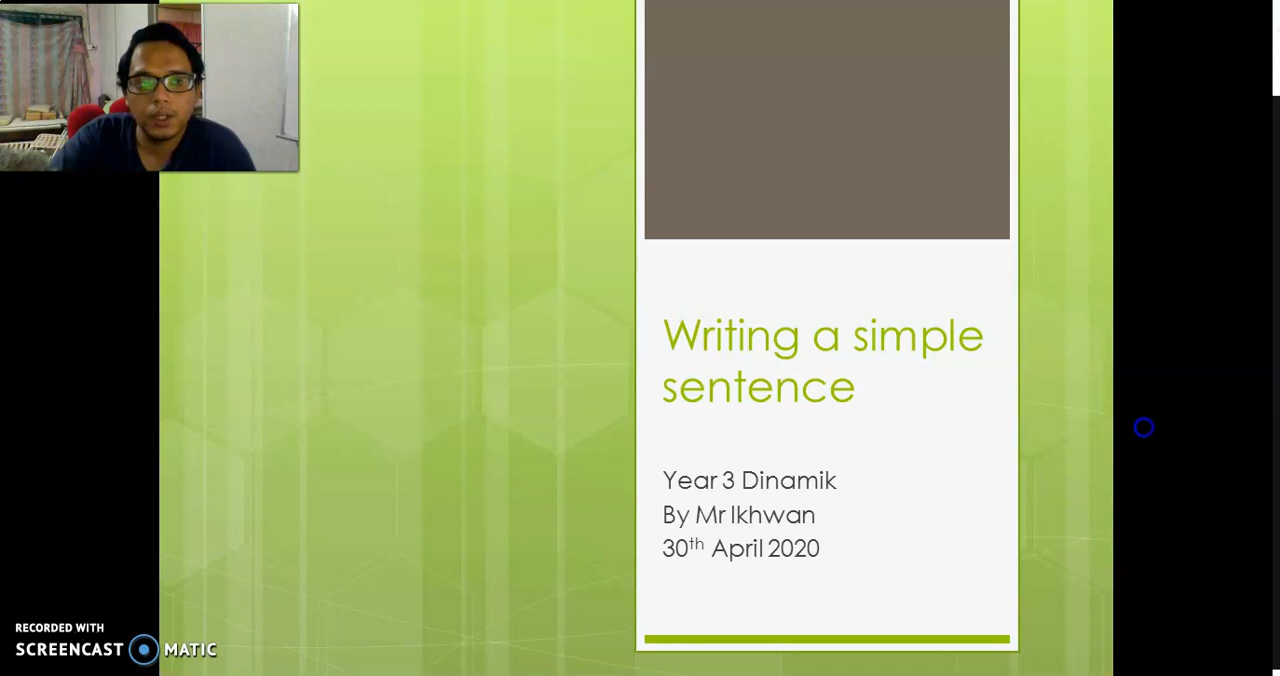 Writing a simple
sentence
Year 3 Dinamik
By Mr Ikhwan
30th April 2020
RECORDED WITH
SCREENCAST MATIC